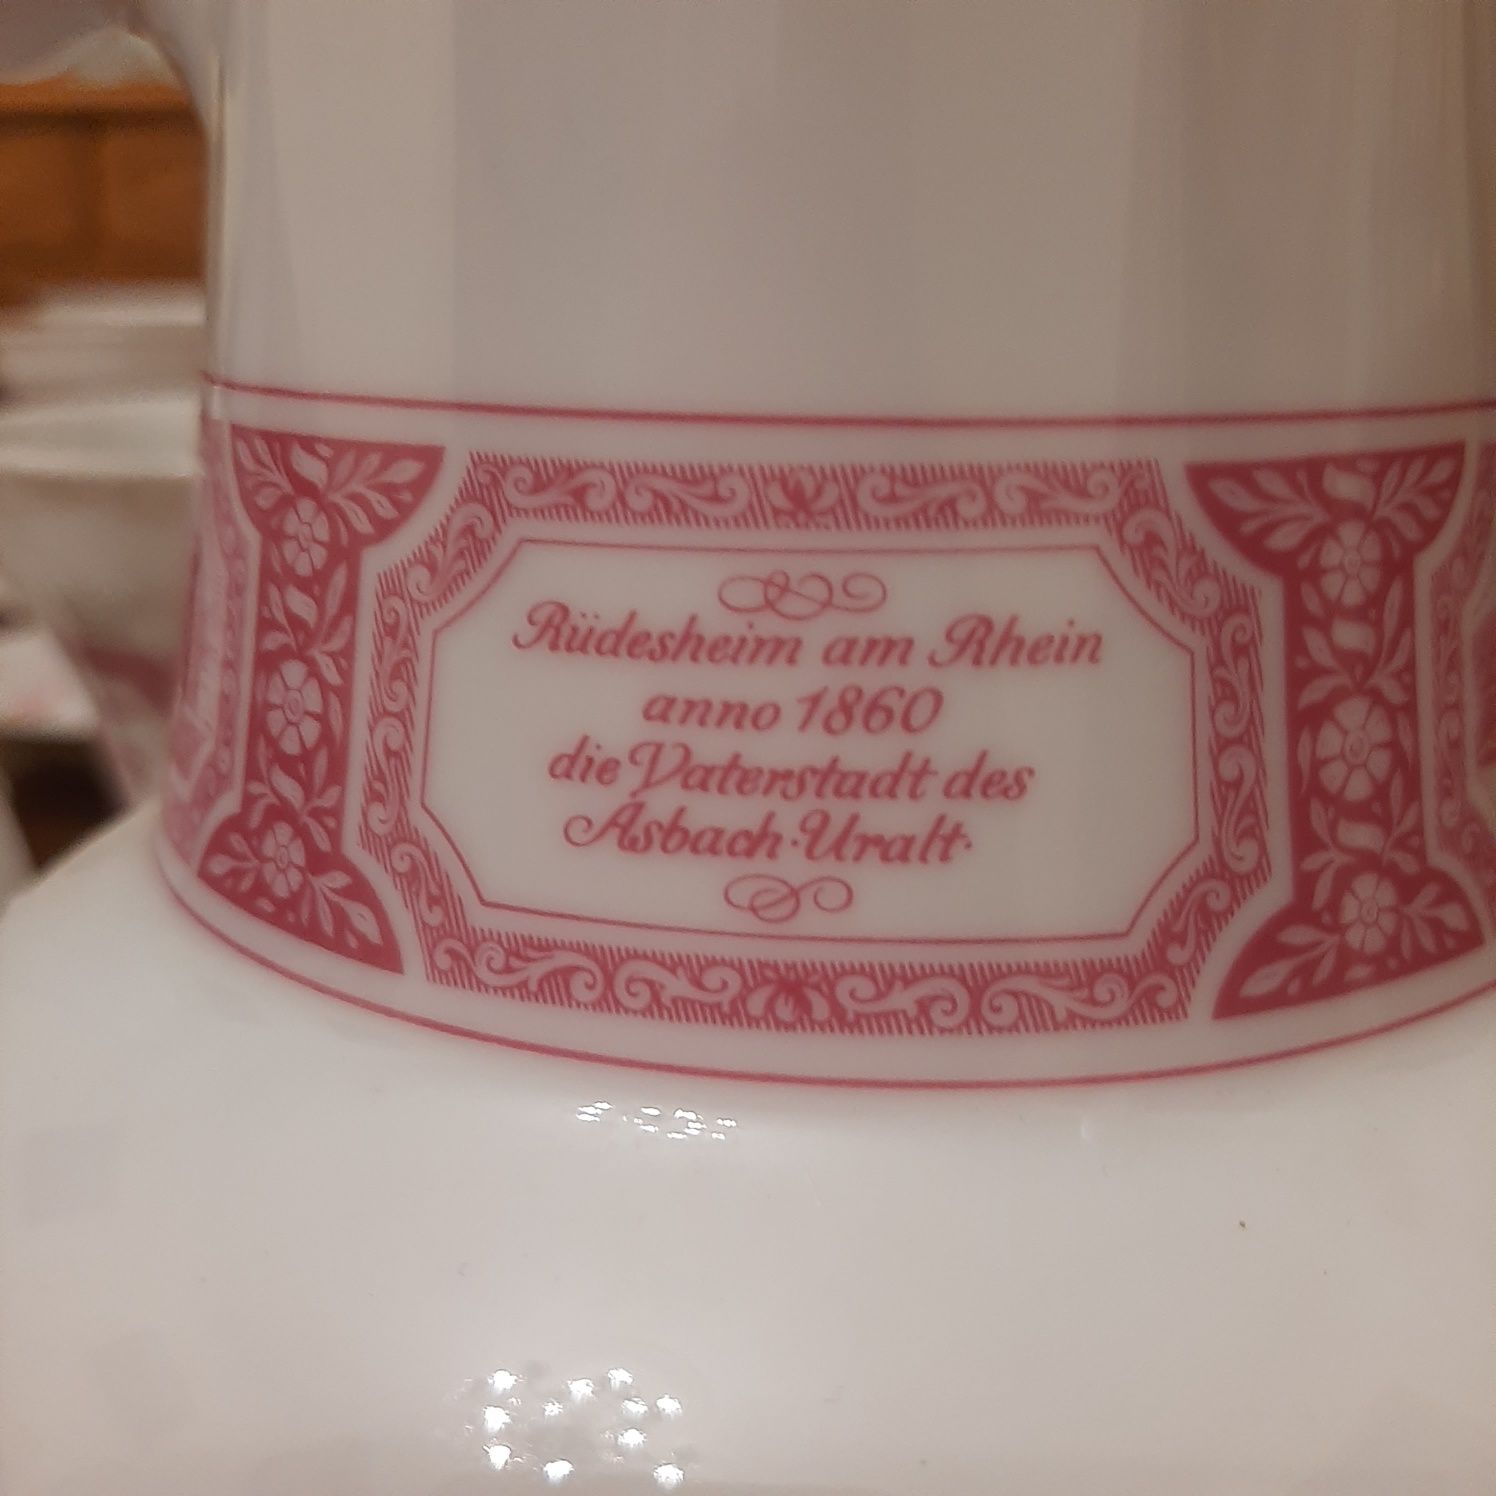 Rüdesheim am Rhein
anno 1860
die Vaterstadt des
Asbach·Uralt·